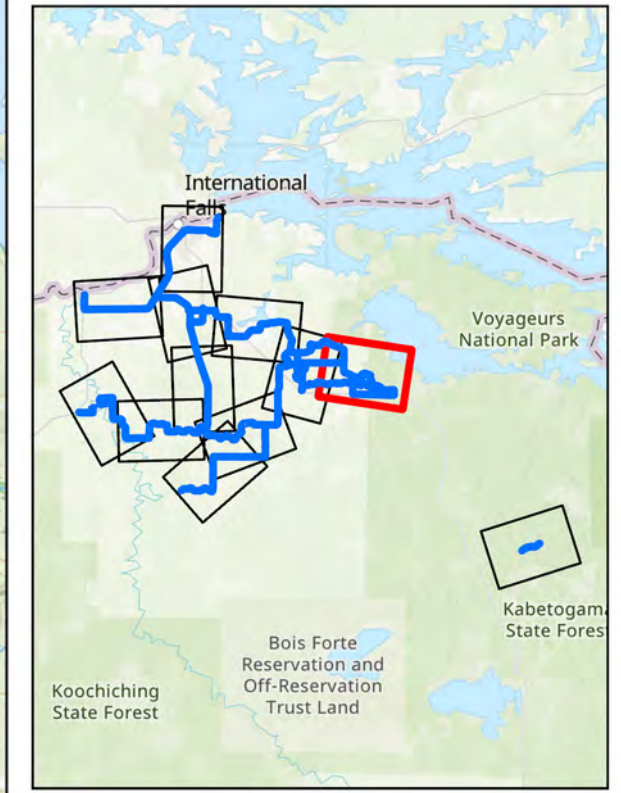 International
Falls
Voyageurs
National Park
Kabetogama
State Forest
Bois Forte
Reservation and
Off-Reservation
Trust Land
Koochiching
State Forest